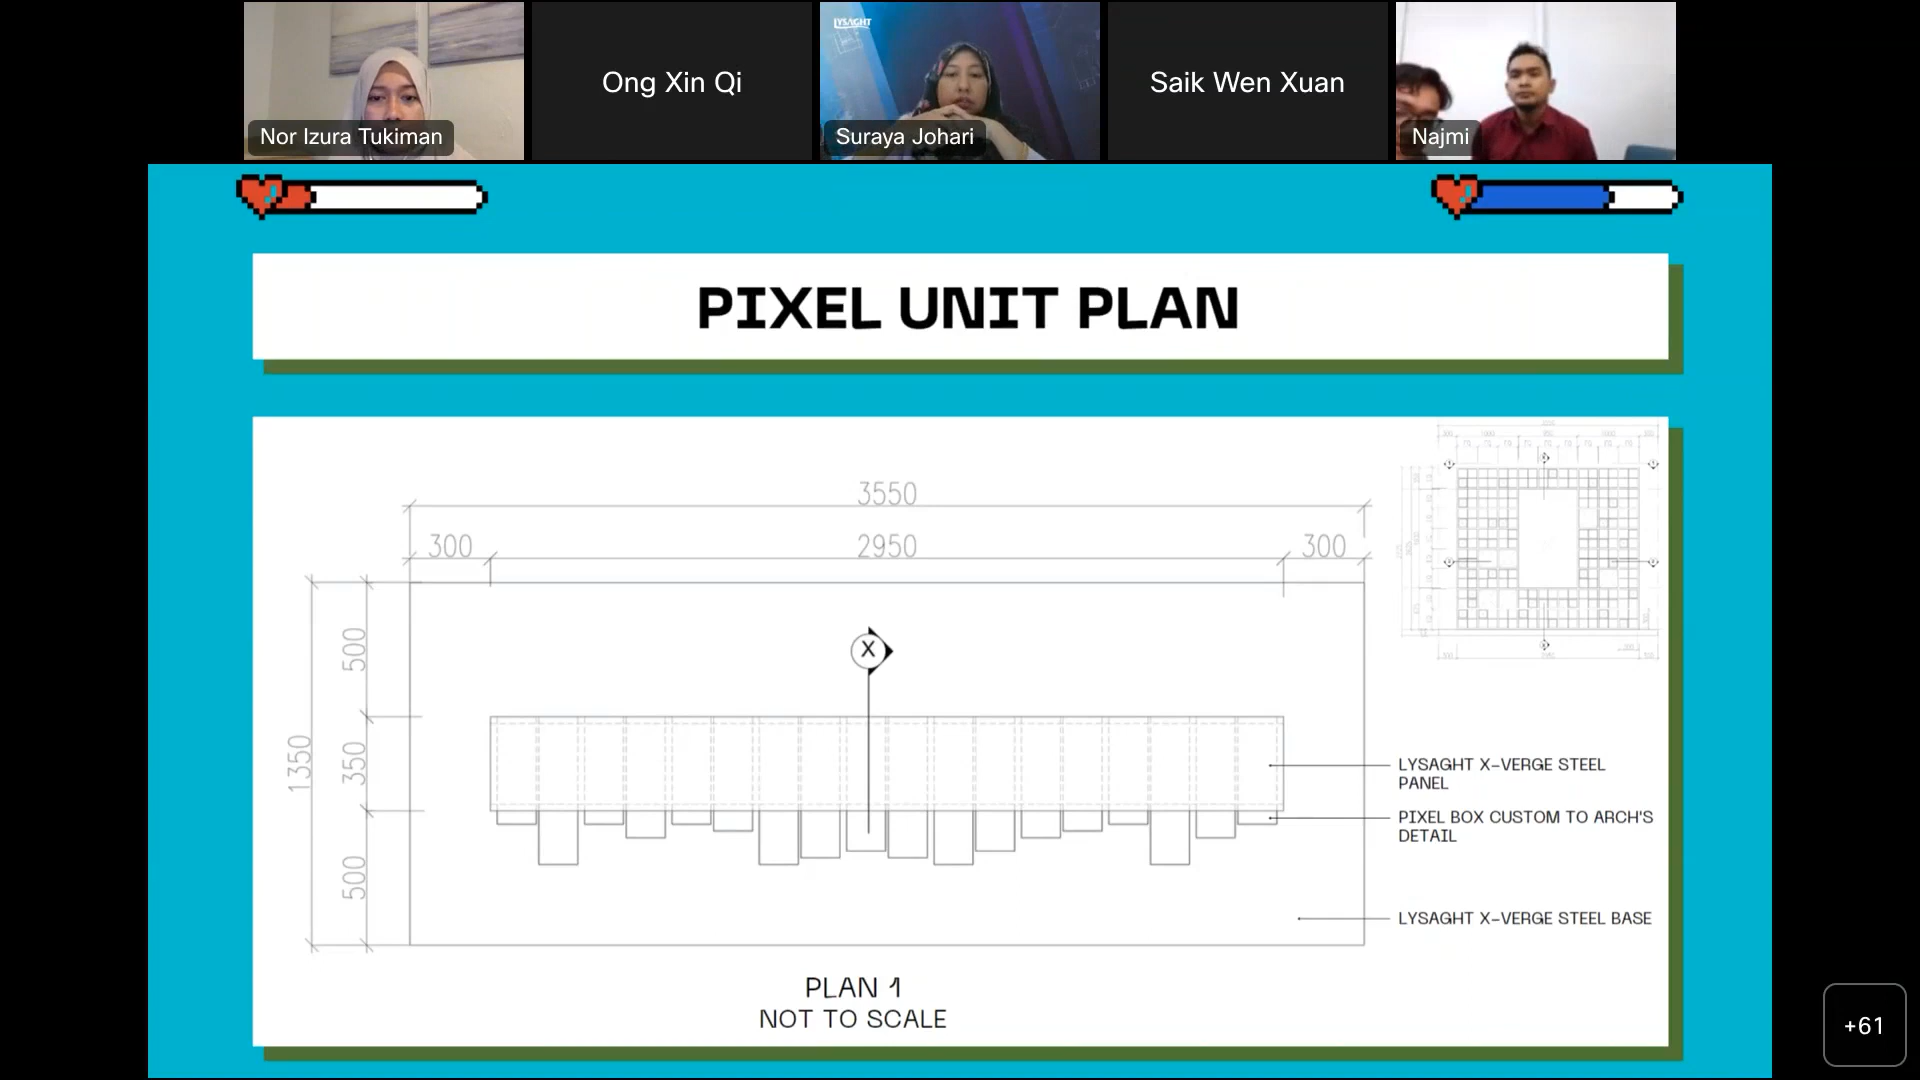 LYSAGHT
Nor Izura Tukiman
Ong Xin Qi
Suraya Johari
Saik Wen Xuan
Najmi
PIXEL UNIT PLAN
3550
300
2950
300
500
X
1350
350
500
LYSAGHT X-VERGE STEEL
PANEL
PIXEL BOX CUSTOM TO ARCH'S
DETAIL
LYSAGHT X-VERGE STEEL BASE
PLAN 1
NOT TO SCALE
+61